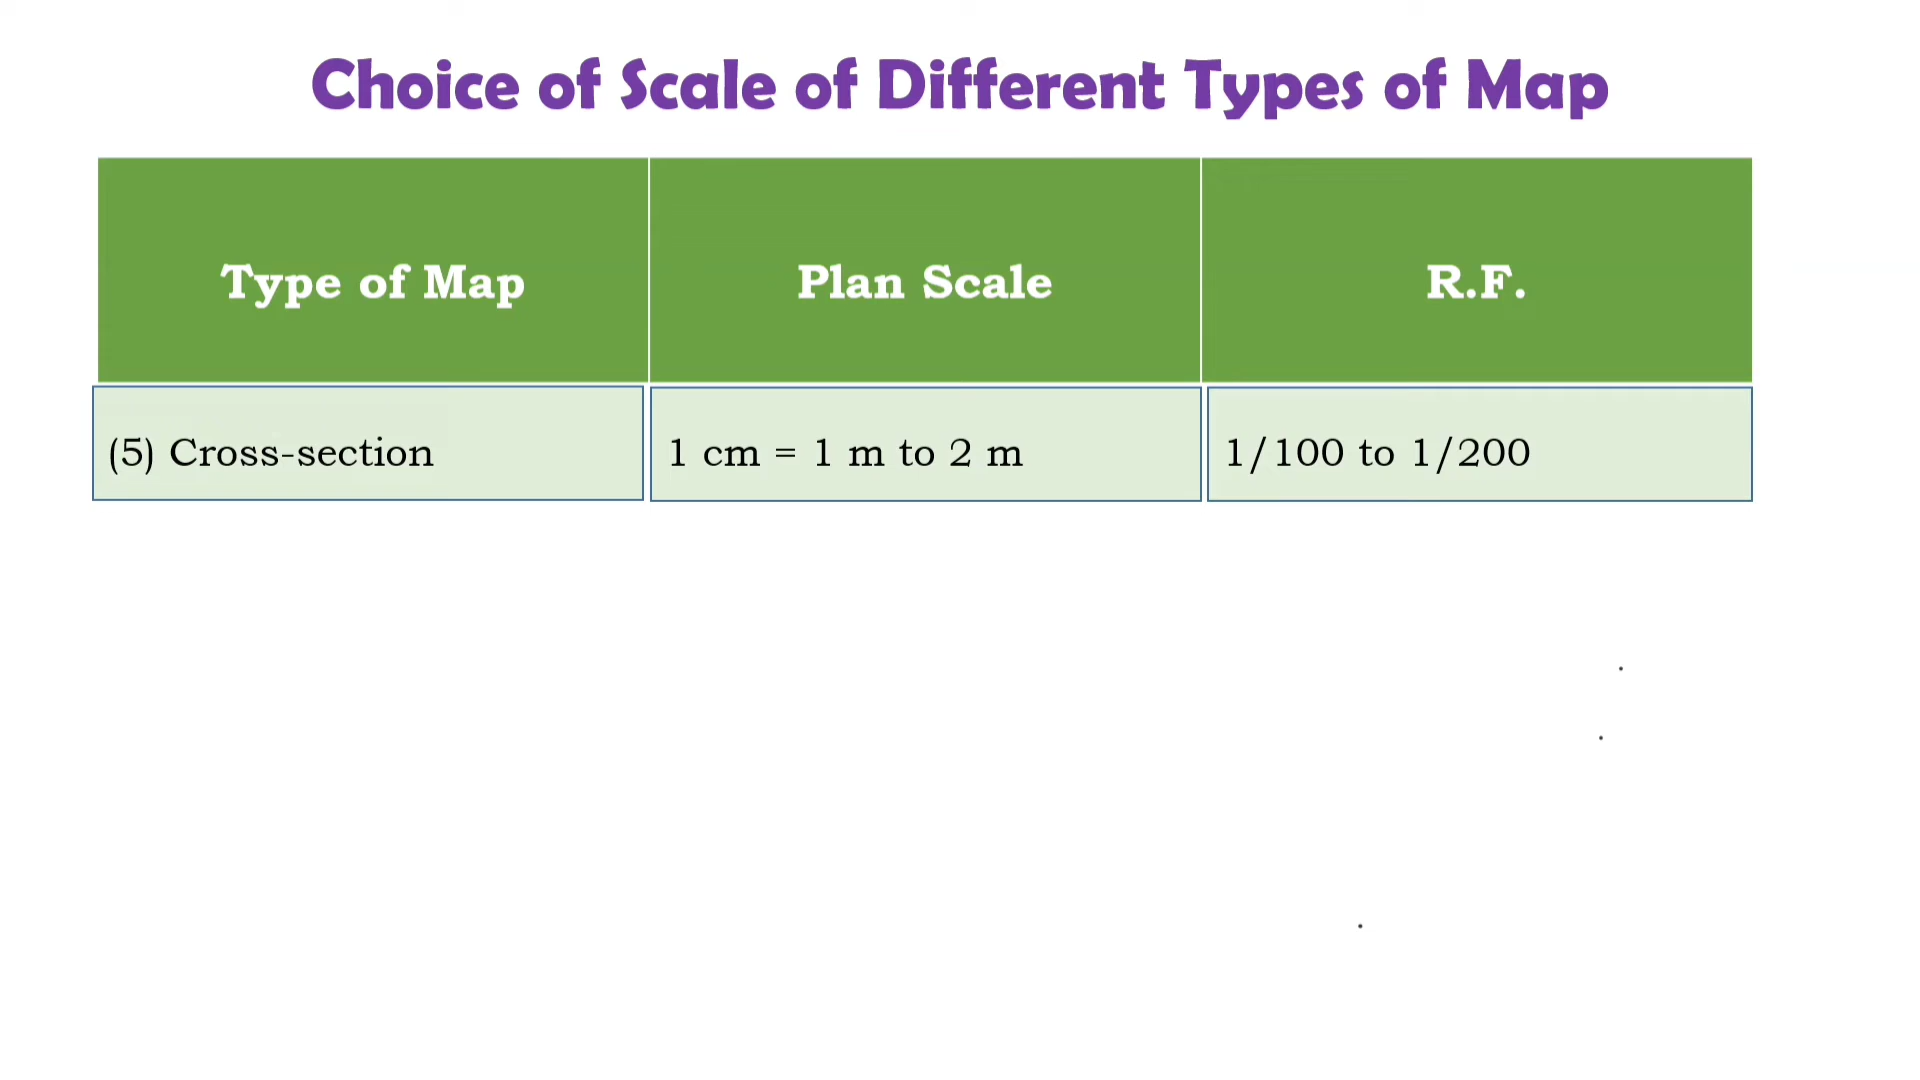 Choice of Scale of Different Types of Map
Type of Map
Plan Scale
R.F.
(5) Cross-section
1 cm = 1 m to 2 m
1/100 to 1/200